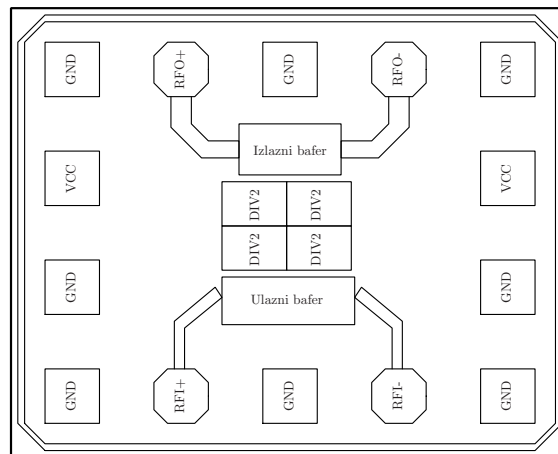 GND
RFO+
GND
RFO-
GND
Izlazni bafer
VCC
VCC
DIV2
DIV2
DIV2
DIV2
GND
Ulazni bafer
GND
GND
RFI+
GND
RFI-
GND